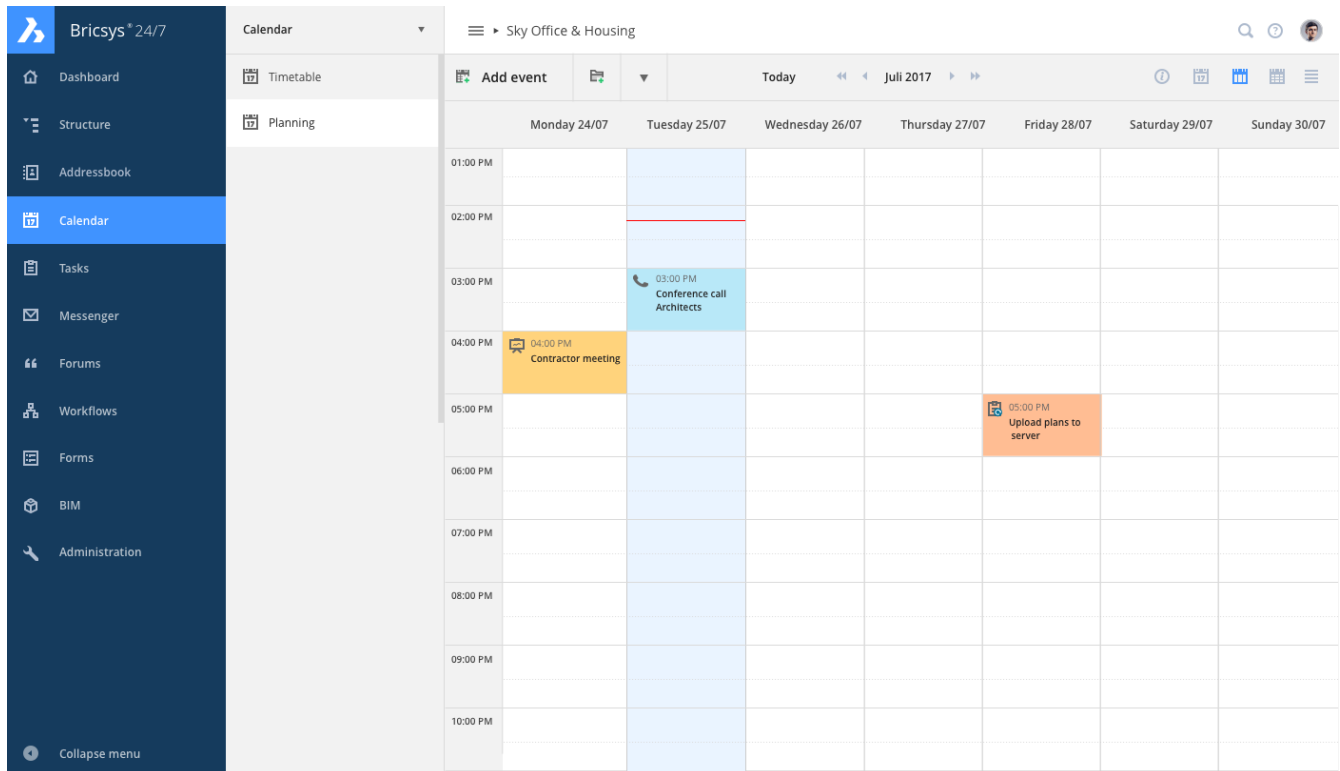 Bricsys® 24/7
Dashboard
Structure
Addressbook
Calendar
Tasks
Messenger
Forums
Workflows
Forms
BIM
Administration
Collapse menu
Calendar
Timetable
Planning
Sky Office & Housing
Add event
Today
Juli 2017
Monday 24/07 Tuesday 25/07 Wednesday 26/07 Thursday 27/07 Friday 28/07 Saturday 29/07 Sunday 30/07
01:00 PM
02:00 PM
03:00 PM
03:00 PM
Conference call
Architects
04:00 PM
04:00 PM
Contractor meeting
05:00 PM
05:00 PM
Upload plans to
server
06:00 PM
07:00 PM
08:00 PM
09:00 PM
10:00 PM